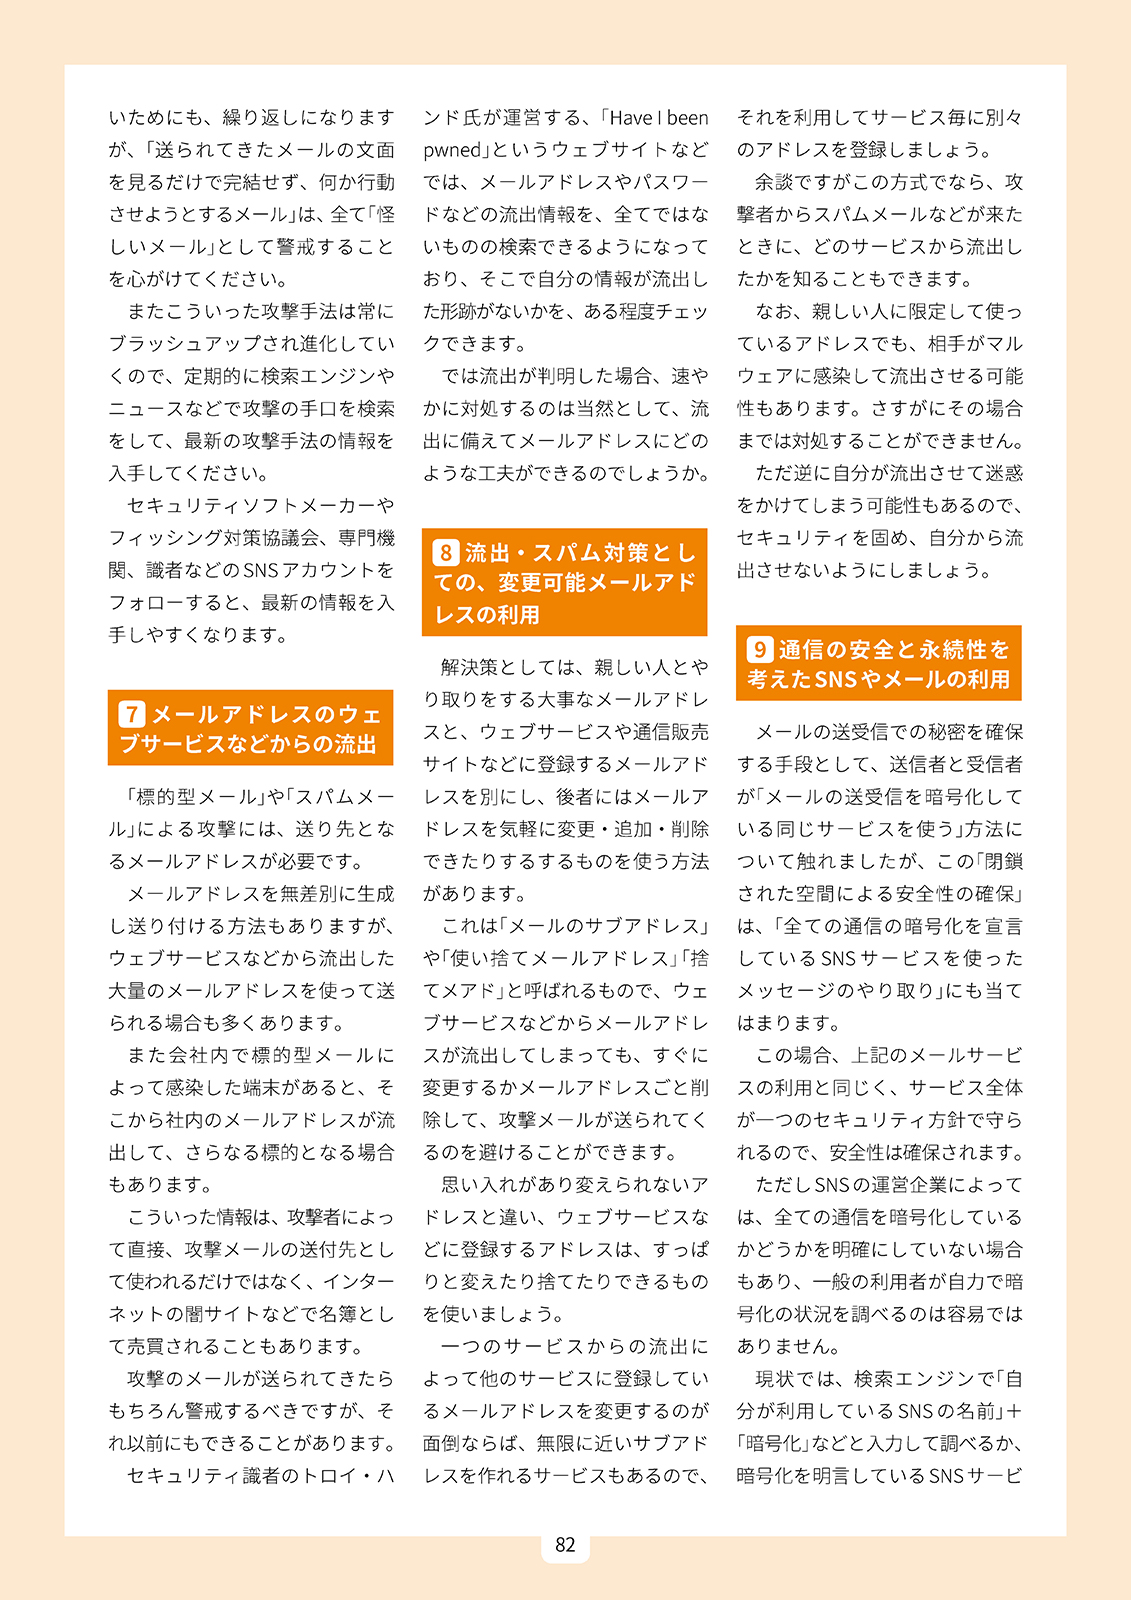 いためにも、繰り返しになります
が、「送られてきたメールの文面
を見るだけで完結せず、何か行動
させようとするメール」は、全て「怪
しいメール」として警戒すること
を心がけてください。
またこういった攻撃手法は常に
ブラッシュアップされ進化してい
くので、定期的に検索エンジンや
ニュースなどで攻撃の手口を検索
をして、最新の攻撃手法の情報を
入手してください。
セキュリティソフトメーカーや
フィッシング対策協議会、専門機
関、識者などのSNSアカウントを
フォローすると、最新の情報を入
手しやすくなります。
7 メールアドレスのウェ
ブサービスなどからの流出
「標的型メール」や「スパムメー
ル」による攻撃には、送り先とな
るメールアドレスが必要です。
メールアドレスを無差別に生成
し送り付ける方法もありますが、
ウェブサービスなどから流出した
大量のメールアドレスを使って送
られる場合も多くあります。
また会社内で標的型メールに
よって感染した端末があると、そ
こから社内のメールアドレスが流
出して、さらなる標的となる場合
もあります。
こういった情報は、攻撃者によっ
て直接、攻撃メールの送付先とし
て使われるだけではなく、インター
ネットの闇サイトなどで名簿とし
て売買されることもあります。
攻撃のメールが送られてきたら
もちろん警戒するべきですが、そ
れ以前にもできることがあります。
セキュリティ識者のトロイ・ハ
ンド氏が運営する、「Have I been
pwned」というウェブサイトなど
では、メールアドレスやパスワー
ドなどの流出情報を、全てではな
いものの検索できるようになって
おり、そこで自分の情報が流出し
た形跡がないかを、ある程度チェッ
クできます。
では流出が判明した場合、速や
かに対処するのは当然として、流
出に備えてメールアドレスにどの
ような工夫ができるのでしょうか。
8 流出・スパム対策とし
ての、変更可能メールアド
レスの利用
解決策としては、親しい人とや
り取りをする大事なメールアドレ
スと、ウェブサービスや通信販売
サイトなどに登録するメールアド
レスを別にし、後者にはメールア
ドレスを気軽に変更・追加・削除
できたりするするものを使う方法
があります。
これは「メールのサブアドレス」
や「使い捨てメールアドレス」「捨
てメアド」と呼ばれるもので、ウェ
ブサービスなどからメールアドレ
スが流出してしまっても、すぐに
変更するかメールアドレスごと削
除して、攻撃メールが送られてく
るのを避けることができます。
思い入れがあり変えられないア
ドレスと違い、ウェブサービスな
どに登録するアドレスは、すっぱ
りと変えたり捨てたりできるもの
を使いましょう。
一つのサービスからの流出に
よって他のサービスに登録してい
るメールアドレスを変更するのが
面倒ならば、無限に近いサブアド
レスを作れるサービスもあるので、
それを利用してサービス毎に別々
のアドレスを登録しましょう。
余談ですがこの方式でなら、攻
撃者からスパムメールなどが来た
ときに、どのサービスから流出し
たかを知ることもできます。
なお、親しい人に限定して使っ
ているアドレスでも、相手がマル
ウェアに感染して流出させる可能
性もあります。さすがにその場合
までは対処することができません。
ただ逆に自分が流出させて迷惑
をかけてしまう可能性もあるので、
セキュリティを固め、自分から流
出させないようにしましょう。
9 通信の安全と永続性を
考えたSNSやメールの利用
メールの送受信での秘密を確保
する手段として、送信者と受信者
が「メールの送受信を暗号化して
いる同じサービスを使う」方法に
ついて触れましたが、この「閉鎖
された空間による安全性の確保」
は、「全ての通信の暗号化を宣言
しているSNSサービスを使った
メッセージのやり取り」にも当て
はまります。
この場合、上記のメールサービ
スの利用と同じく、サービス全体
が一つのセキュリティ方針で守ら
れるので、安全性は確保されます。
ただしSNSの運営企業によって
は、全ての通信を暗号化している
かどうかを明確にしていない場合
もあり、一般の利用者が自力で暗
号化の状況を調べるのは容易では
ありません。
現状では、検索エンジンで「自
分が利用しているSNSの名前」＋
「暗号化」などと入力して調べるか、
暗号化を明言しているSNSサービ
82